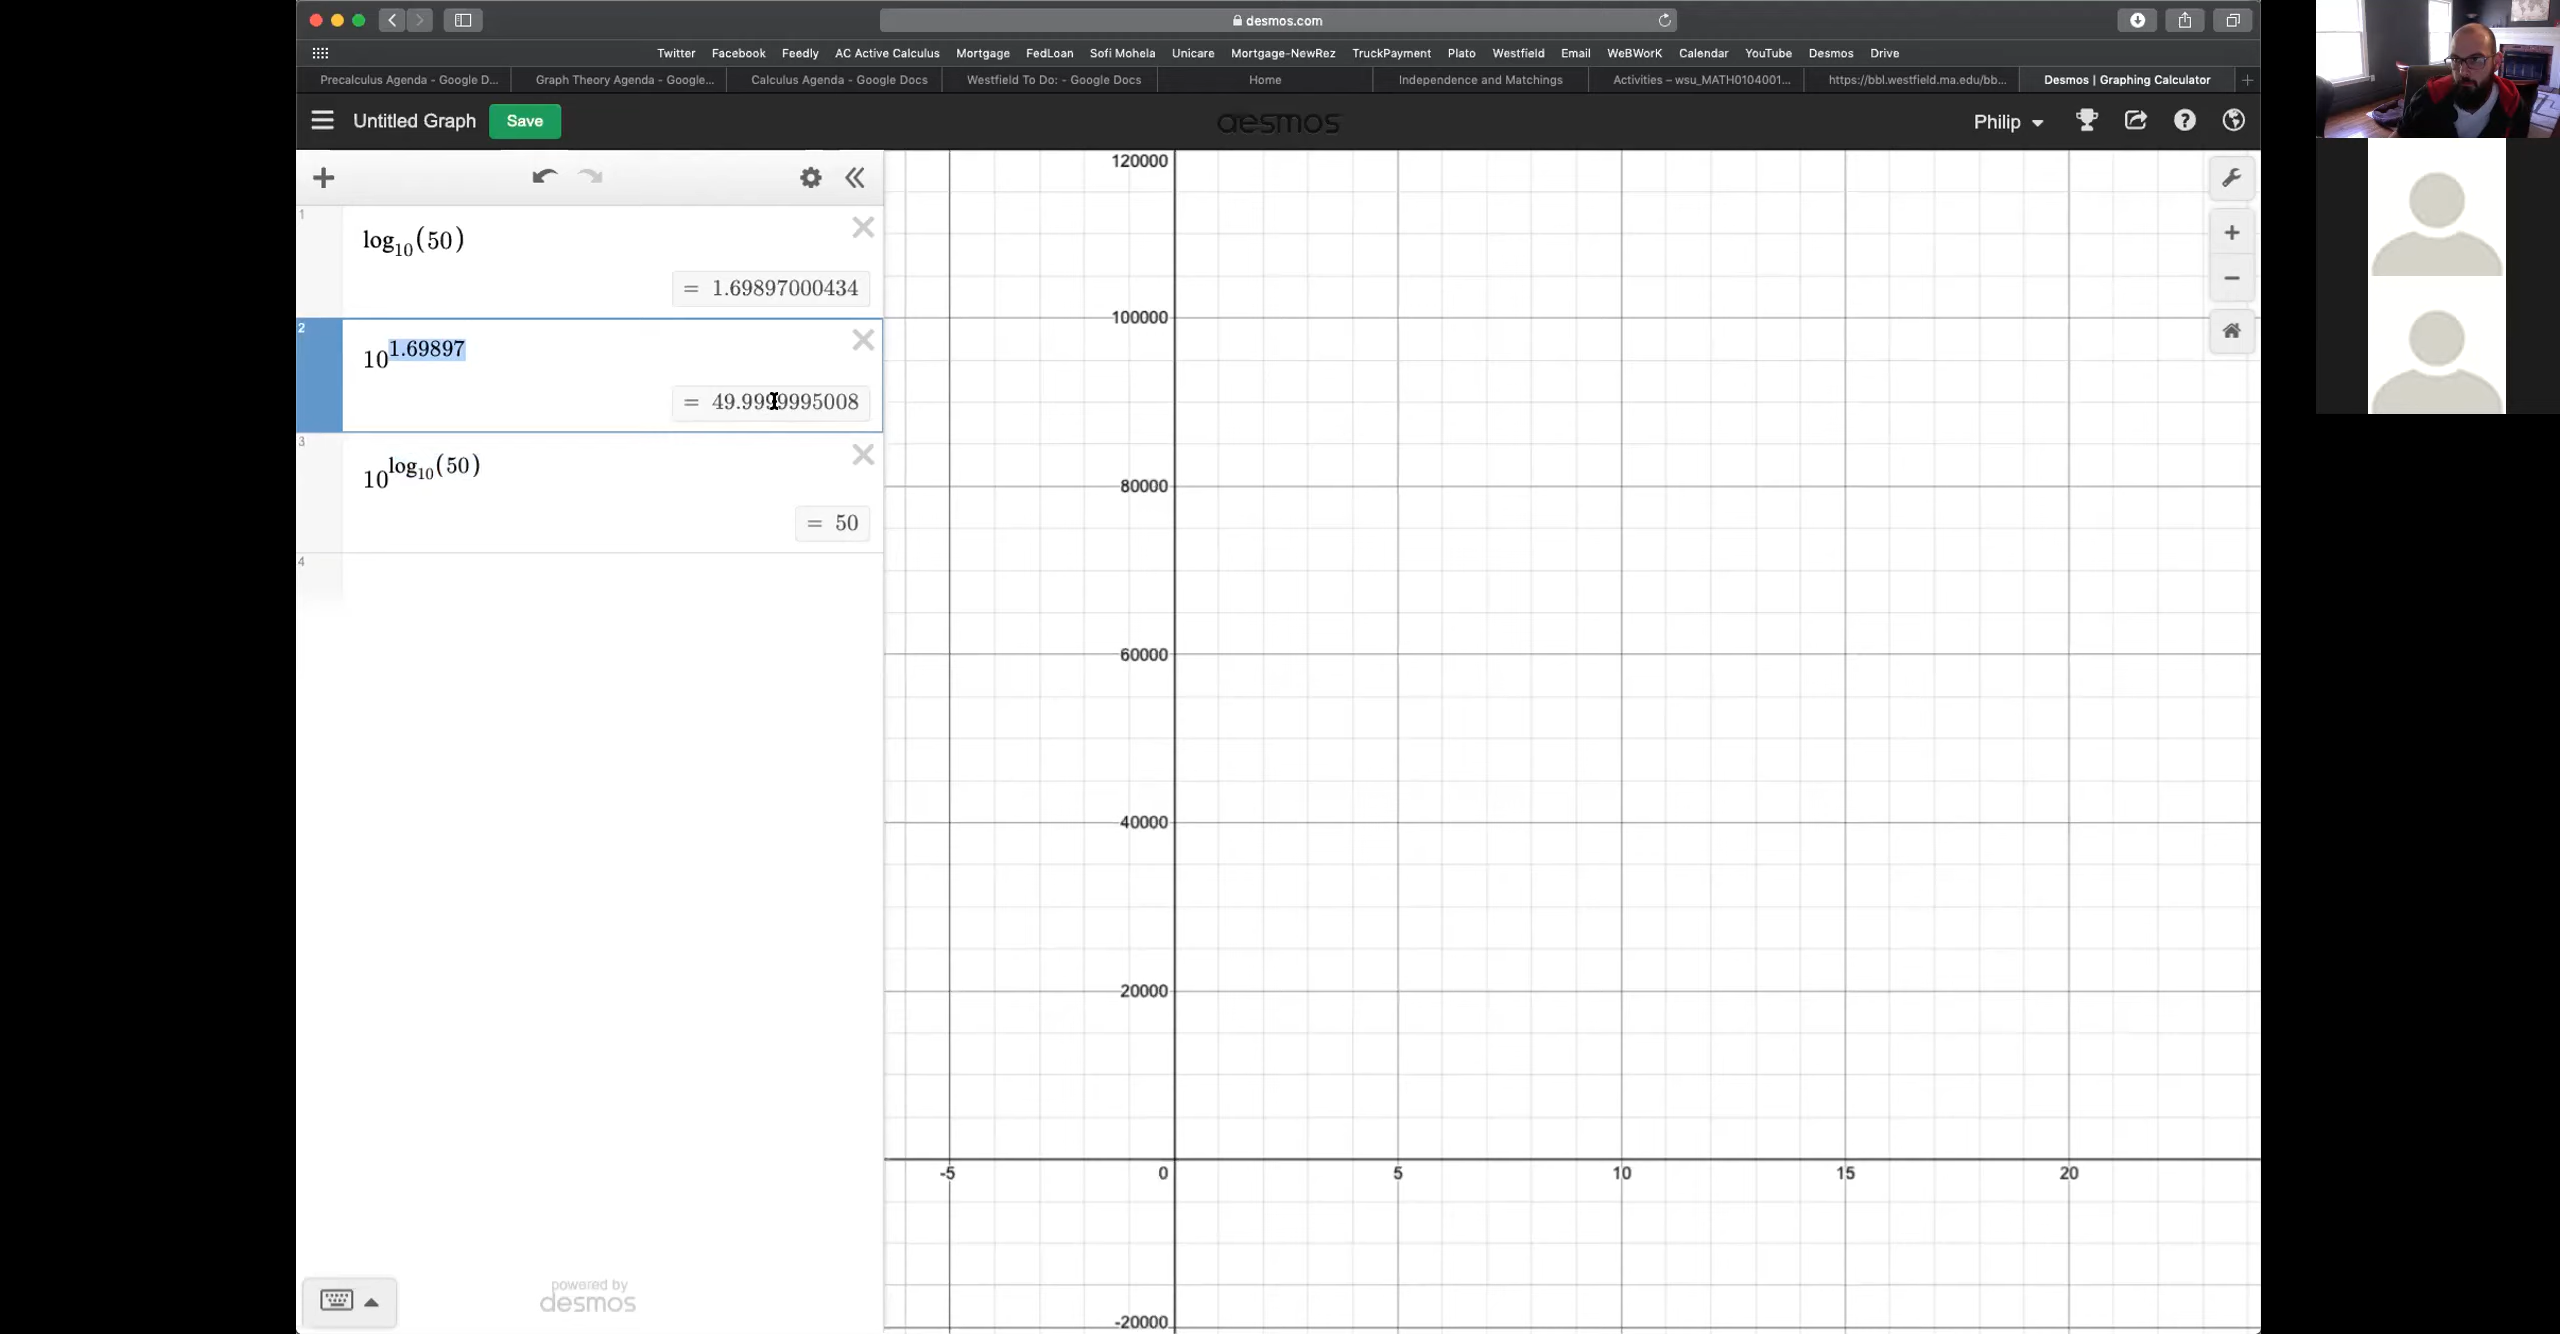 desmos.com
Twitter Facebook Feedly AC Active Calculus Mortgage FedLoan Sofi Mohela Unicare Mortgage-NewRez TruckPayment Plato Westfield Email WeBWorK Calendar YouTube Desmos Drive
Precalculus Agenda - Google D... Graph Theory Agenda - Google... Calculus Agenda - Google Docs Westfield To Do: - Google Docs Home Independence and Matchings Activities – wsu_MATH0104001... https://bbl.westfield.ma.edu/bb... Desmos | Graphing Calculator
Untitled Graph Save desmos Philip
1
log₁₀(50)
= 1.69897000434
2
10^1.69897
= 49.9999995008
3
10^log₁₀(50)
= 50
4
powered by
desmos
120000
100000
80000
60000
40000
20000
-5 0 5 10 15 20
-20000